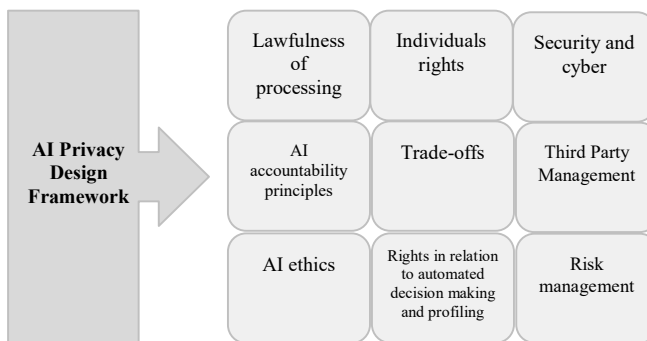 AI Privacy
Design
Framework
Lawfulness
of
processing
Individuals
rights
Security and
cyber
AI
accountability
principles
Trade-offs
Third Party
Management
AI ethics
Rights in relation
to automated
decision making
and profiling
Risk
management